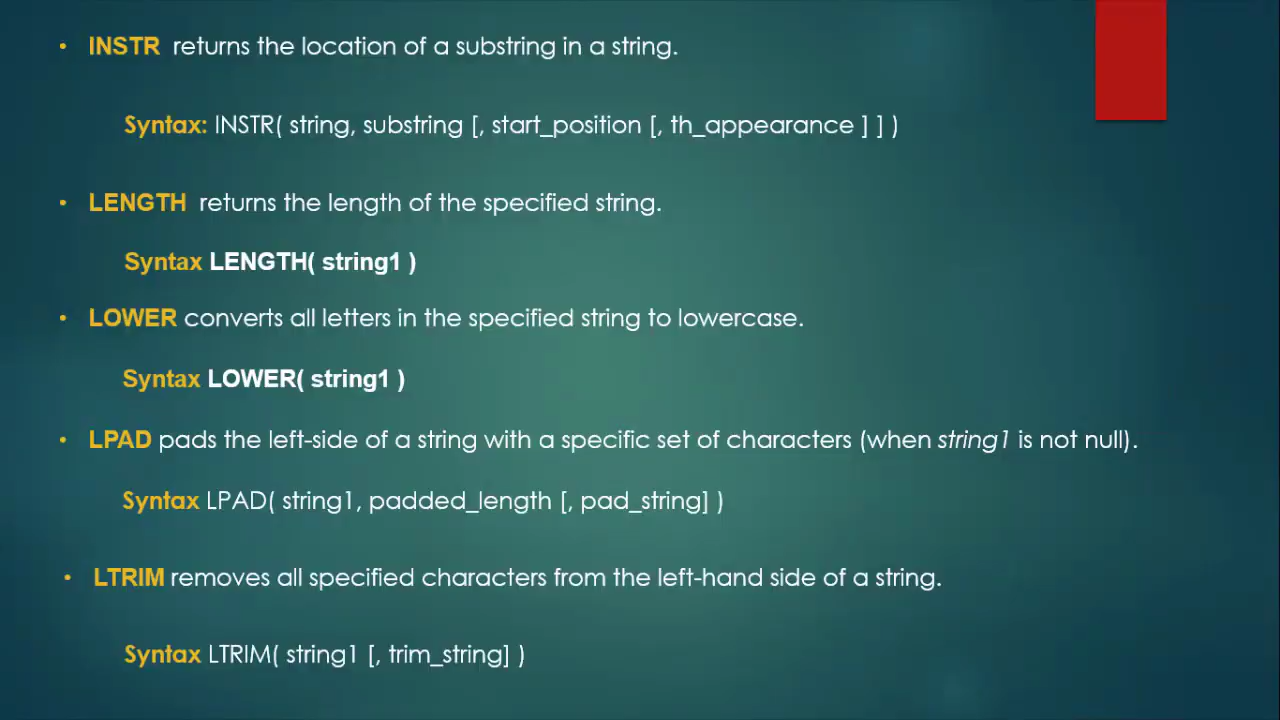 • INSTR returns the location of a substring in a string.
Syntax: INSTR( string, substring [, start_position [, th_appearance ] ] )
• LENGTH returns the length of the specified string.
Syntax LENGTH( string1 )
• LOWER converts all letters in the specified string to lowercase.
Syntax LOWER( string1 )
• LPAD pads the left-side of a string with a specific set of characters (when string1 is not null).
Syntax LPAD( string1, padded_length [, pad_string] )
• LTRIM removes all specified characters from the left-hand side of a string.
Syntax LTRIM( string1 [, trim_string] )